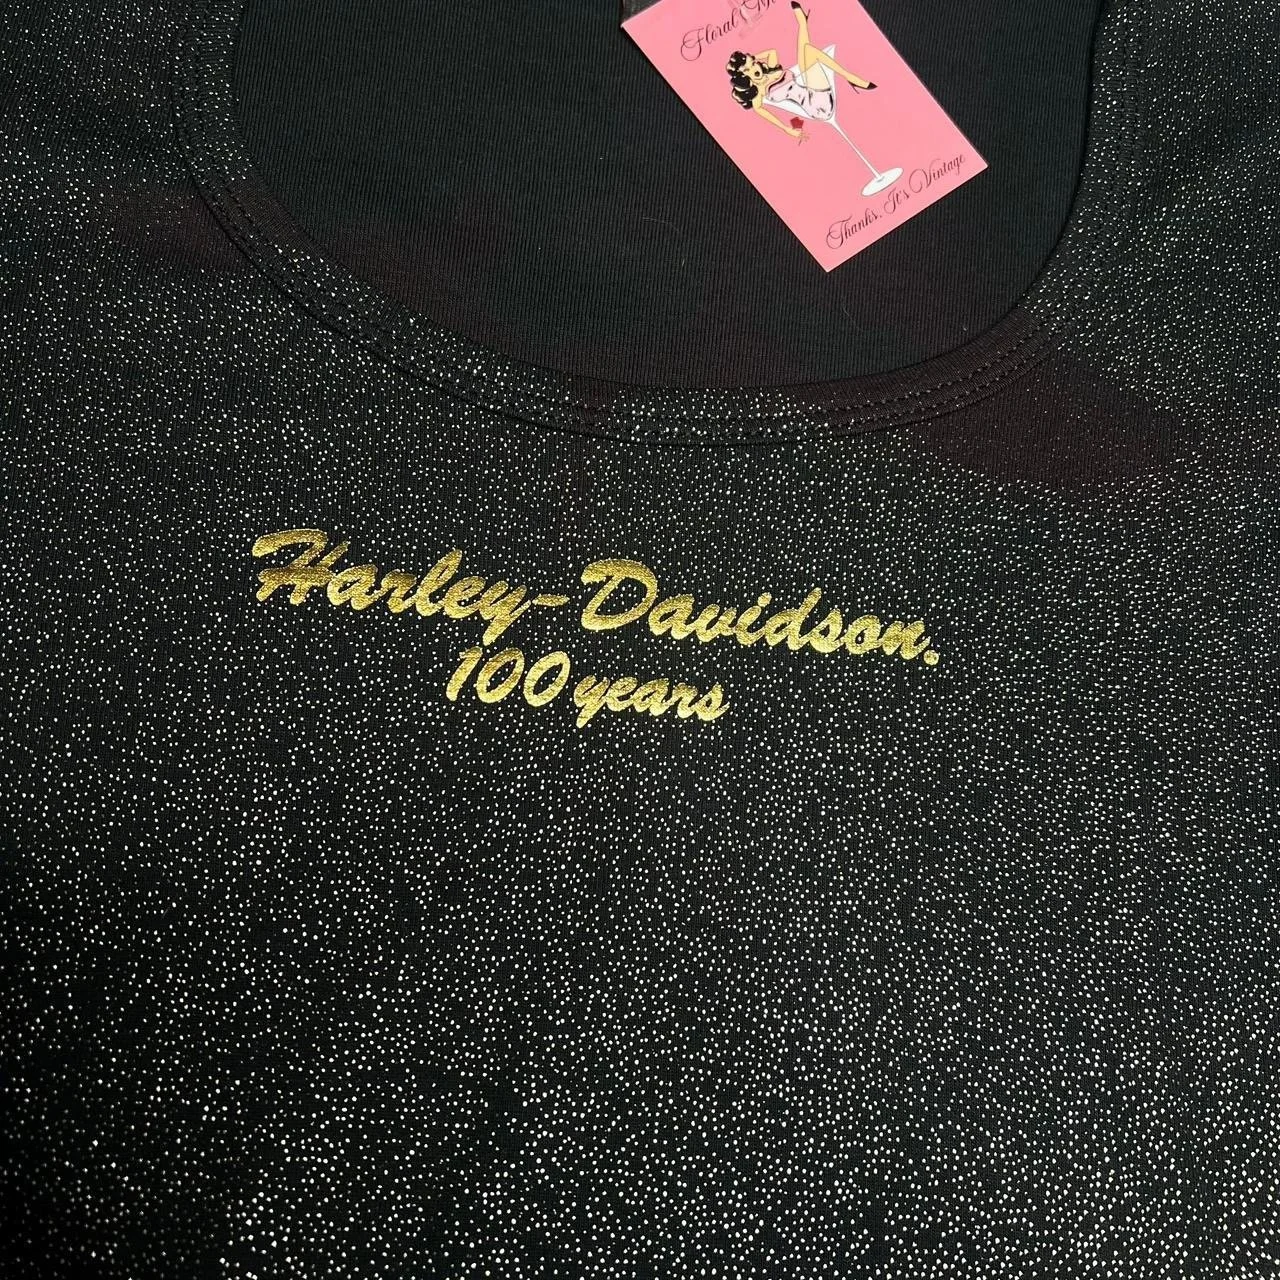 Floral
Thanks, It's Vintage
Harley-Davidson.
100 years